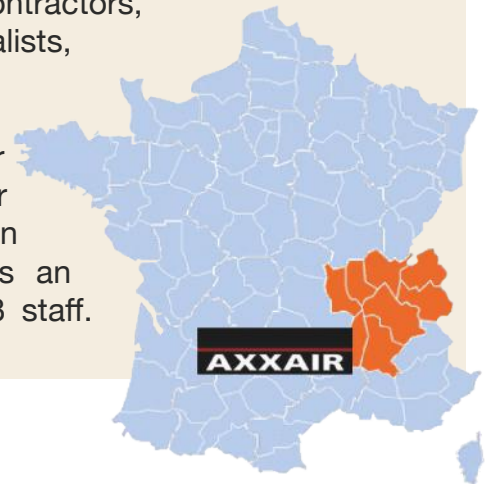 ontractors,
alists,
r
r
n
s an
3 staff.
AXXAIR